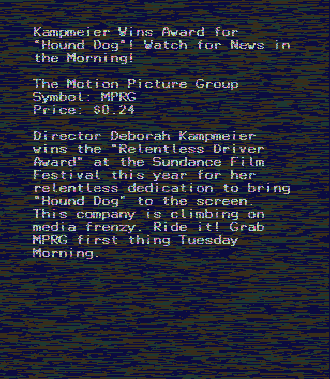 Kampmeier Wins Award for
"Hound Dog"! Watch for News in
the Morning!
The Motion Picture Group
Symbol: MPRG
Price: $0.24
Director Deborah Kampmeier
wins the "Relentless Driver
Award" at the Sundance Film
Festival this year for her
relentless dedication to bring
"Hound Dog" to the screen.
This company is climbing on
media frenzy. Ride it! Grab
MPRG first thing Tuesday
Morning.